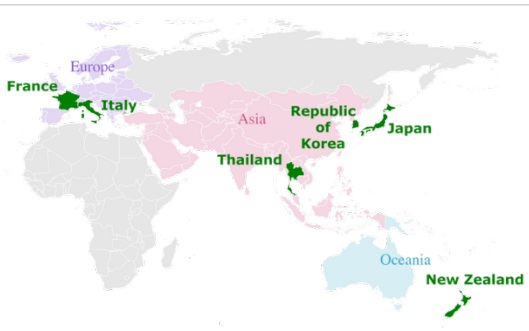 Europe
France
Italy
Asia
Republic
of
Korea
Japan
Thailand
Oceania
New Zealand